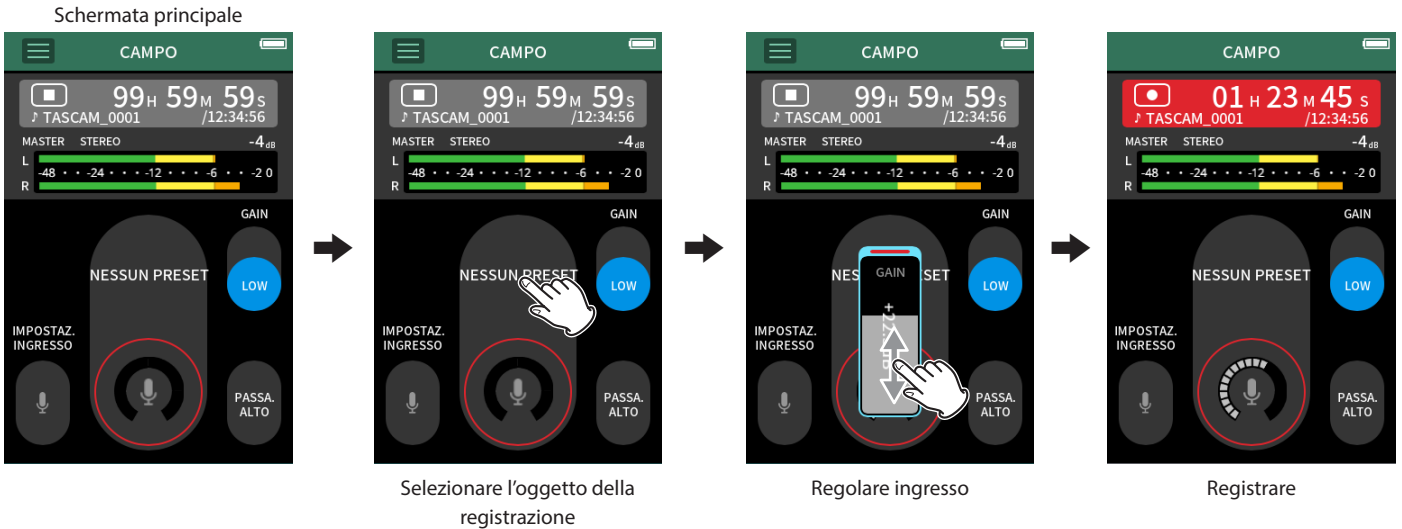 Schermata principale
CAMPO
99H 59M 59S
♪ TASCAM_0001 /12:34:56
MASTER STEREO -4dB
L
-48 • • -24 • • • -12 • • • -6 • • -2 0
R
GAIN
NESSUN PRESET
LOW
IMPOSTAZ.
INGRESSO
PASSA.
ALTO
CAMPO
99H 59M 59S
♪ TASCAM_0001 /12:34:56
MASTER STEREO -4dB
L
-48 • • -24 • • • -12 • • • -6 • • -2 0
R
GAIN
NESSUN PRESET
LOW
IMPOSTAZ.
INGRESSO
PASSA.
ALTO
Selezionare l’oggetto della
registrazione
CAMPO
99H 59M 59S
♪ TASCAM_0001 /12:34:56
MASTER STEREO -4dB
L
-48 • • -24 • • • -12 • • • -6 • • -2 0
R
GAIN
GAIN
LOW
IMPOSTAZ.
INGRESSO
PASSA.
ALTO
Regolare ingresso
CAMPO
01 H 23 M 45 S
♪ TASCAM_0001 /12:34:56
MASTER STEREO -4dB
L
-48 • • -24 • • • -12 • • • -6 • • -2 0
R
GAIN
NESSUN PRESET
LOW
IMPOSTAZ.
INGRESSO
PASSA.
ALTO
Registrare